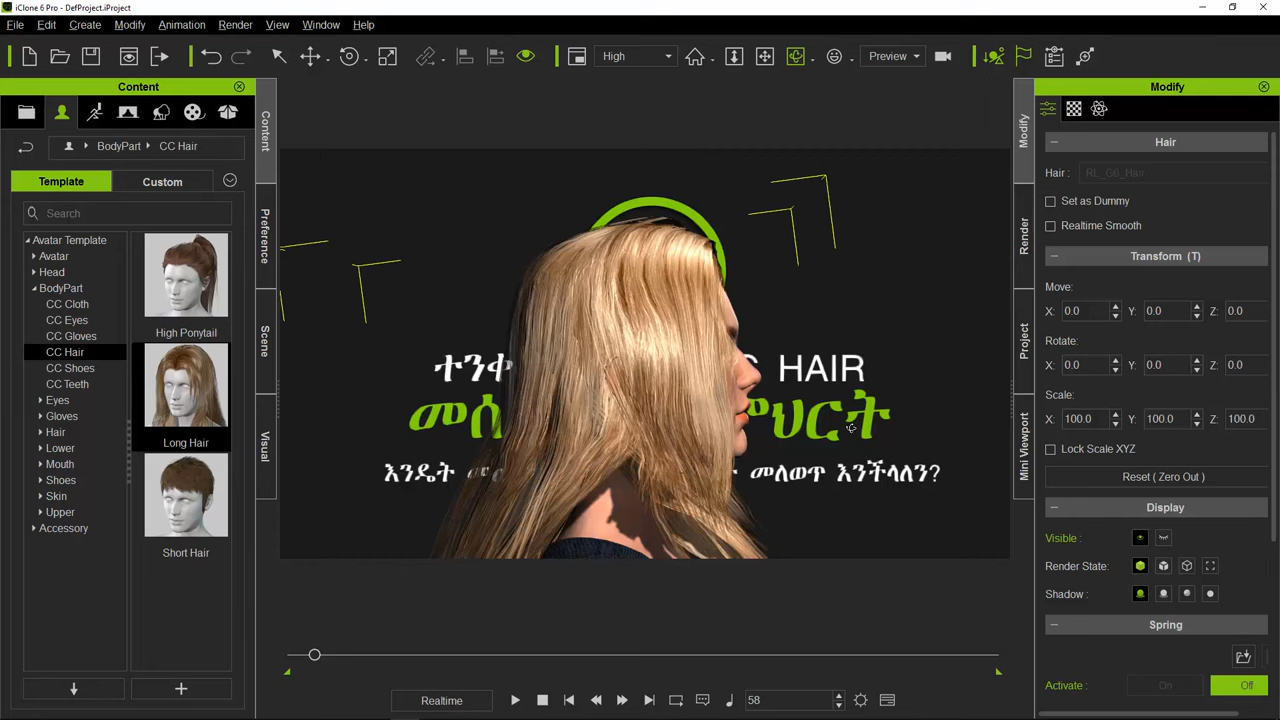 iClone 6 Pro - DefProject.iProject
File Edit Create Modify Animation Render View Window Help
High Preview
Content
BodyPart CC Hair
Template Custom
Search
Avatar Template
Avatar
Head
BodyPart
CC Cloth
CC Eyes
CC Gloves
CC Hair
CC Shoes
CC Teeth
Eyes
Gloves
Hair
Lower
Mouth
Shoes
Skin
Upper
Accessory
High Ponytail
Long Hair
Short Hair
Content
Preference
Scene
Visual
HAIR
እንዴት
መለወጥ እንችላለን?
Realtime 58
Modify
Render
Project
Mini Viewport
Modify
Hair
Hair : RL_G6_Hair
Set as Dummy
Realtime Smooth
Transform (T)
Move:
X: 0.0 Y: 0.0 Z: 0.0
Rotate:
X: 0.0 Y: 0.0 Z: 0.0
Scale:
X: 100.0 Y: 100.0 Z: 100.0
Lock Scale XYZ
Reset ( Zero Out )
Display
Visible :
Render State:
Shadow :
Spring
Activate : On Off